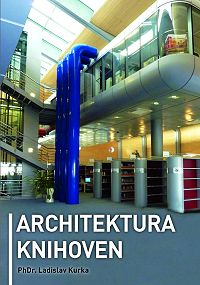 ARCHITEKTURA
KNIHOVEN
PhDr. Ladislav Kurka